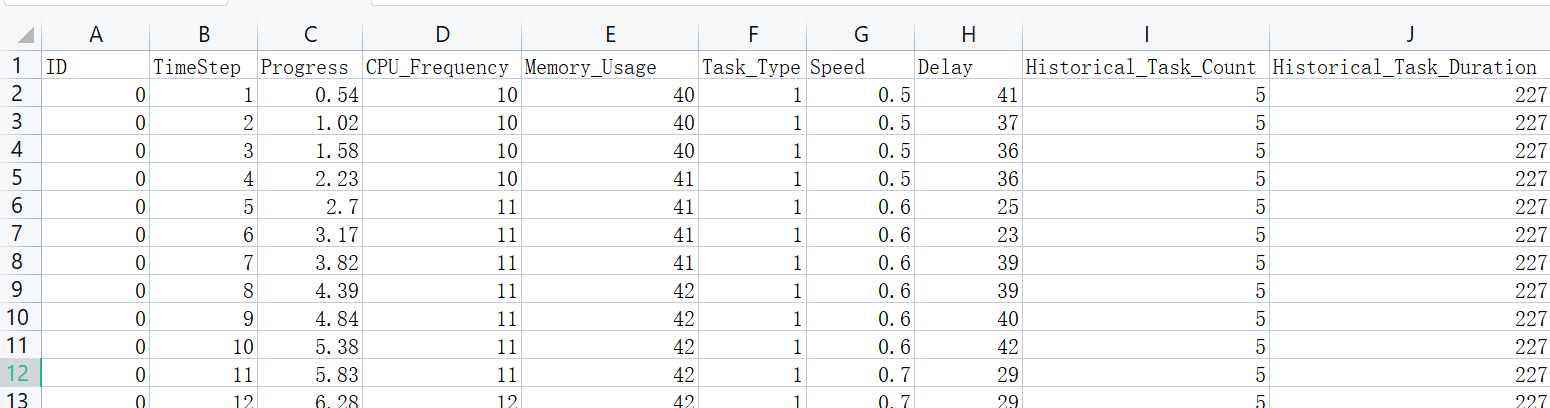 A B C D E F G H I J
1 ID TimeStep Progress CPU_Frequency Memory_Usage Task_Type Speed Delay Historical_Task_Count Historical_Task_Duration
2 0 1 0.54 10 40 1 0.5 41 5 227
3 0 2 1.02 10 40 1 0.5 37 5 227
4 0 3 1.58 10 40 1 0.5 36 5 227
5 0 4 2.23 10 41 1 0.5 36 5 227
6 0 5 2.7 11 41 1 0.6 25 5 227
7 0 6 3.17 11 41 1 0.6 23 5 227
8 0 7 3.82 11 41 1 0.6 39 5 227
9 0 8 4.39 11 42 1 0.6 39 5 227
10 0 9 4.84 11 42 1 0.6 40 5 227
11 0 10 5.38 11 42 1 0.6 42 5 227
12 0 11 5.83 11 42 1 0.7 29 5 227
13 0 12 6.28 12 42 1 0.7 29 5 227